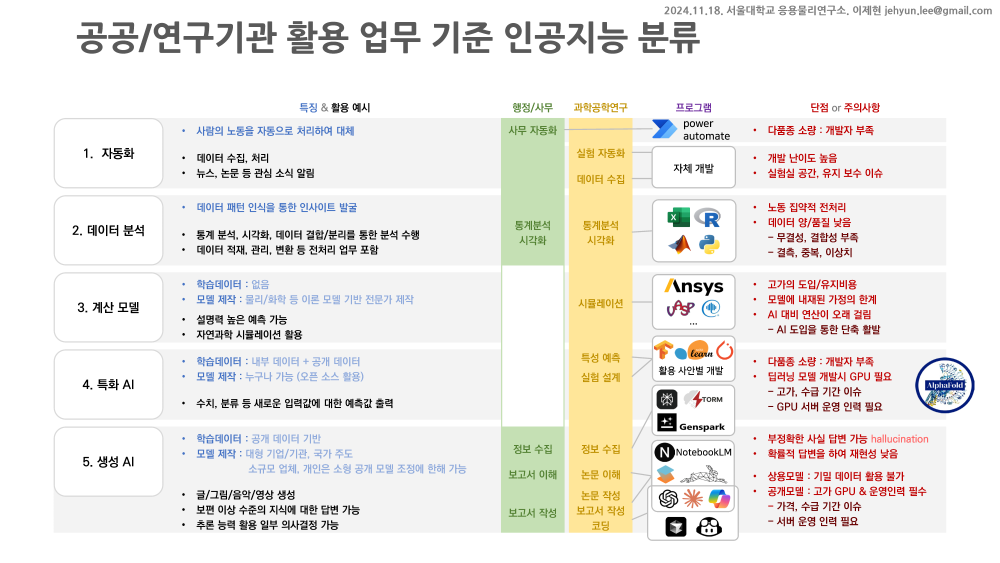 2024.11.18. 서울대학교 응용물리연구소. 이제현 jehyun.lee@gmail.com
공공/연구기관 활용 업무 기준 인공지능 분류
특징 & 활용 예시
행정/사무
과학공학연구
프로그램
단점 or 주의사항
1. 자동화
• 사람의 노동을 자동으로 처리하여 대체
• 데이터 수집, 처리
• 뉴스, 논문 등 관심 소식 알림
사무 자동화
실험 자동화
데이터 수집
power
automate
자체 개발
• 다품종 소량 : 개발자 부족
• 개발 난이도 높음
• 실험실 공간, 유지 보수 이슈
2. 데이터 분석
• 데이터 패턴 인식을 통한 인사이트 발굴
• 통계 분석, 시각화, 데이터 결합/분리를 통한 분석 수행
• 데이터 적재, 관리, 변환 등 전처리 업무 포함
통계분석
시각화
통계분석
시각화
• 노동 집약적 전처리
• 데이터 양/품질 낮음
– 무결성, 결합성 부족
– 결측, 중복, 이상치
3. 계산 모델
• 학습데이터 : 없음
• 모델 제작 : 물리/화학 등 이론 모델 기반 전문가 제작
• 설명력 높은 예측 가능
• 자연과학 시뮬레이션 활용
시뮬레이션
Ansys
VASP
...
• 고가의 도입/유지비용
• 모델에 내재된 가정의 한계
• AI 대비 연산이 오래 걸림
– AI 도입을 통한 단축 활발
4. 특화 AI
• 학습데이터 : 내부 데이터 + 공개 데이터
• 모델 제작 : 누구나 가능 (오픈 소스 활용)
• 수치, 분류 등 새로운 입력값에 대한 예측값 출력
특성 예측
실험 설계
learn
활용 사안별 개발
• 다품종 소량 : 개발자 부족
• 딥러닝 모델 개발시 GPU 필요
– 고가, 수급 기간 이슈
– GPU 서버 운영 인력 필요
AlphaFold
5. 생성 AI
• 학습데이터 : 공개 데이터 기반
• 모델 제작 : 대형 기업/기관, 국가 주도
소규모 업체, 개인은 소형 공개 모델 조정에 한해 가능
• 글/그림/음악/영상 생성
• 보편 이상 수준의 지식에 대한 답변 가능
• 추론 능력 활용 일부 의사결정 가능
정보 수집
보고서 이해
보고서 작성
정보 수집
논문 이해
논문 작성
보고서 작성
코딩
STORM
Genspark
NotebookLM
• 부정확한 사실 답변 가능 hallucination
• 확률적 답변을 하여 재현성 낮음
• 상용모델 : 기밀 데이터 활용 불가
• 공개모델 : 고가 GPU & 운영인력 필수
– 가격, 수급 기간 이슈
– 서버 운영 인력 필요